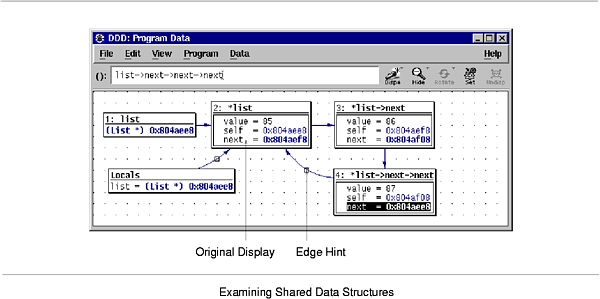 DDD: Program Data
File Edit View Program Data Help
(): list->next->next->next
Dispa Hide Rotate Set Undisp
1: list
(List *) 0x804aee8
2: *list
value = 85
self = 0x804aee8
next = 0x804aef8
3: *list->next
value = 86
self = 0x804aef8
next = 0x804af08
Locals
list = (List *) 0x804aee8
4: *list->next->next
value = 87
self = 0x804af08
next = 0x804aee8
Original Display Edge Hint
Examining Shared Data Structures